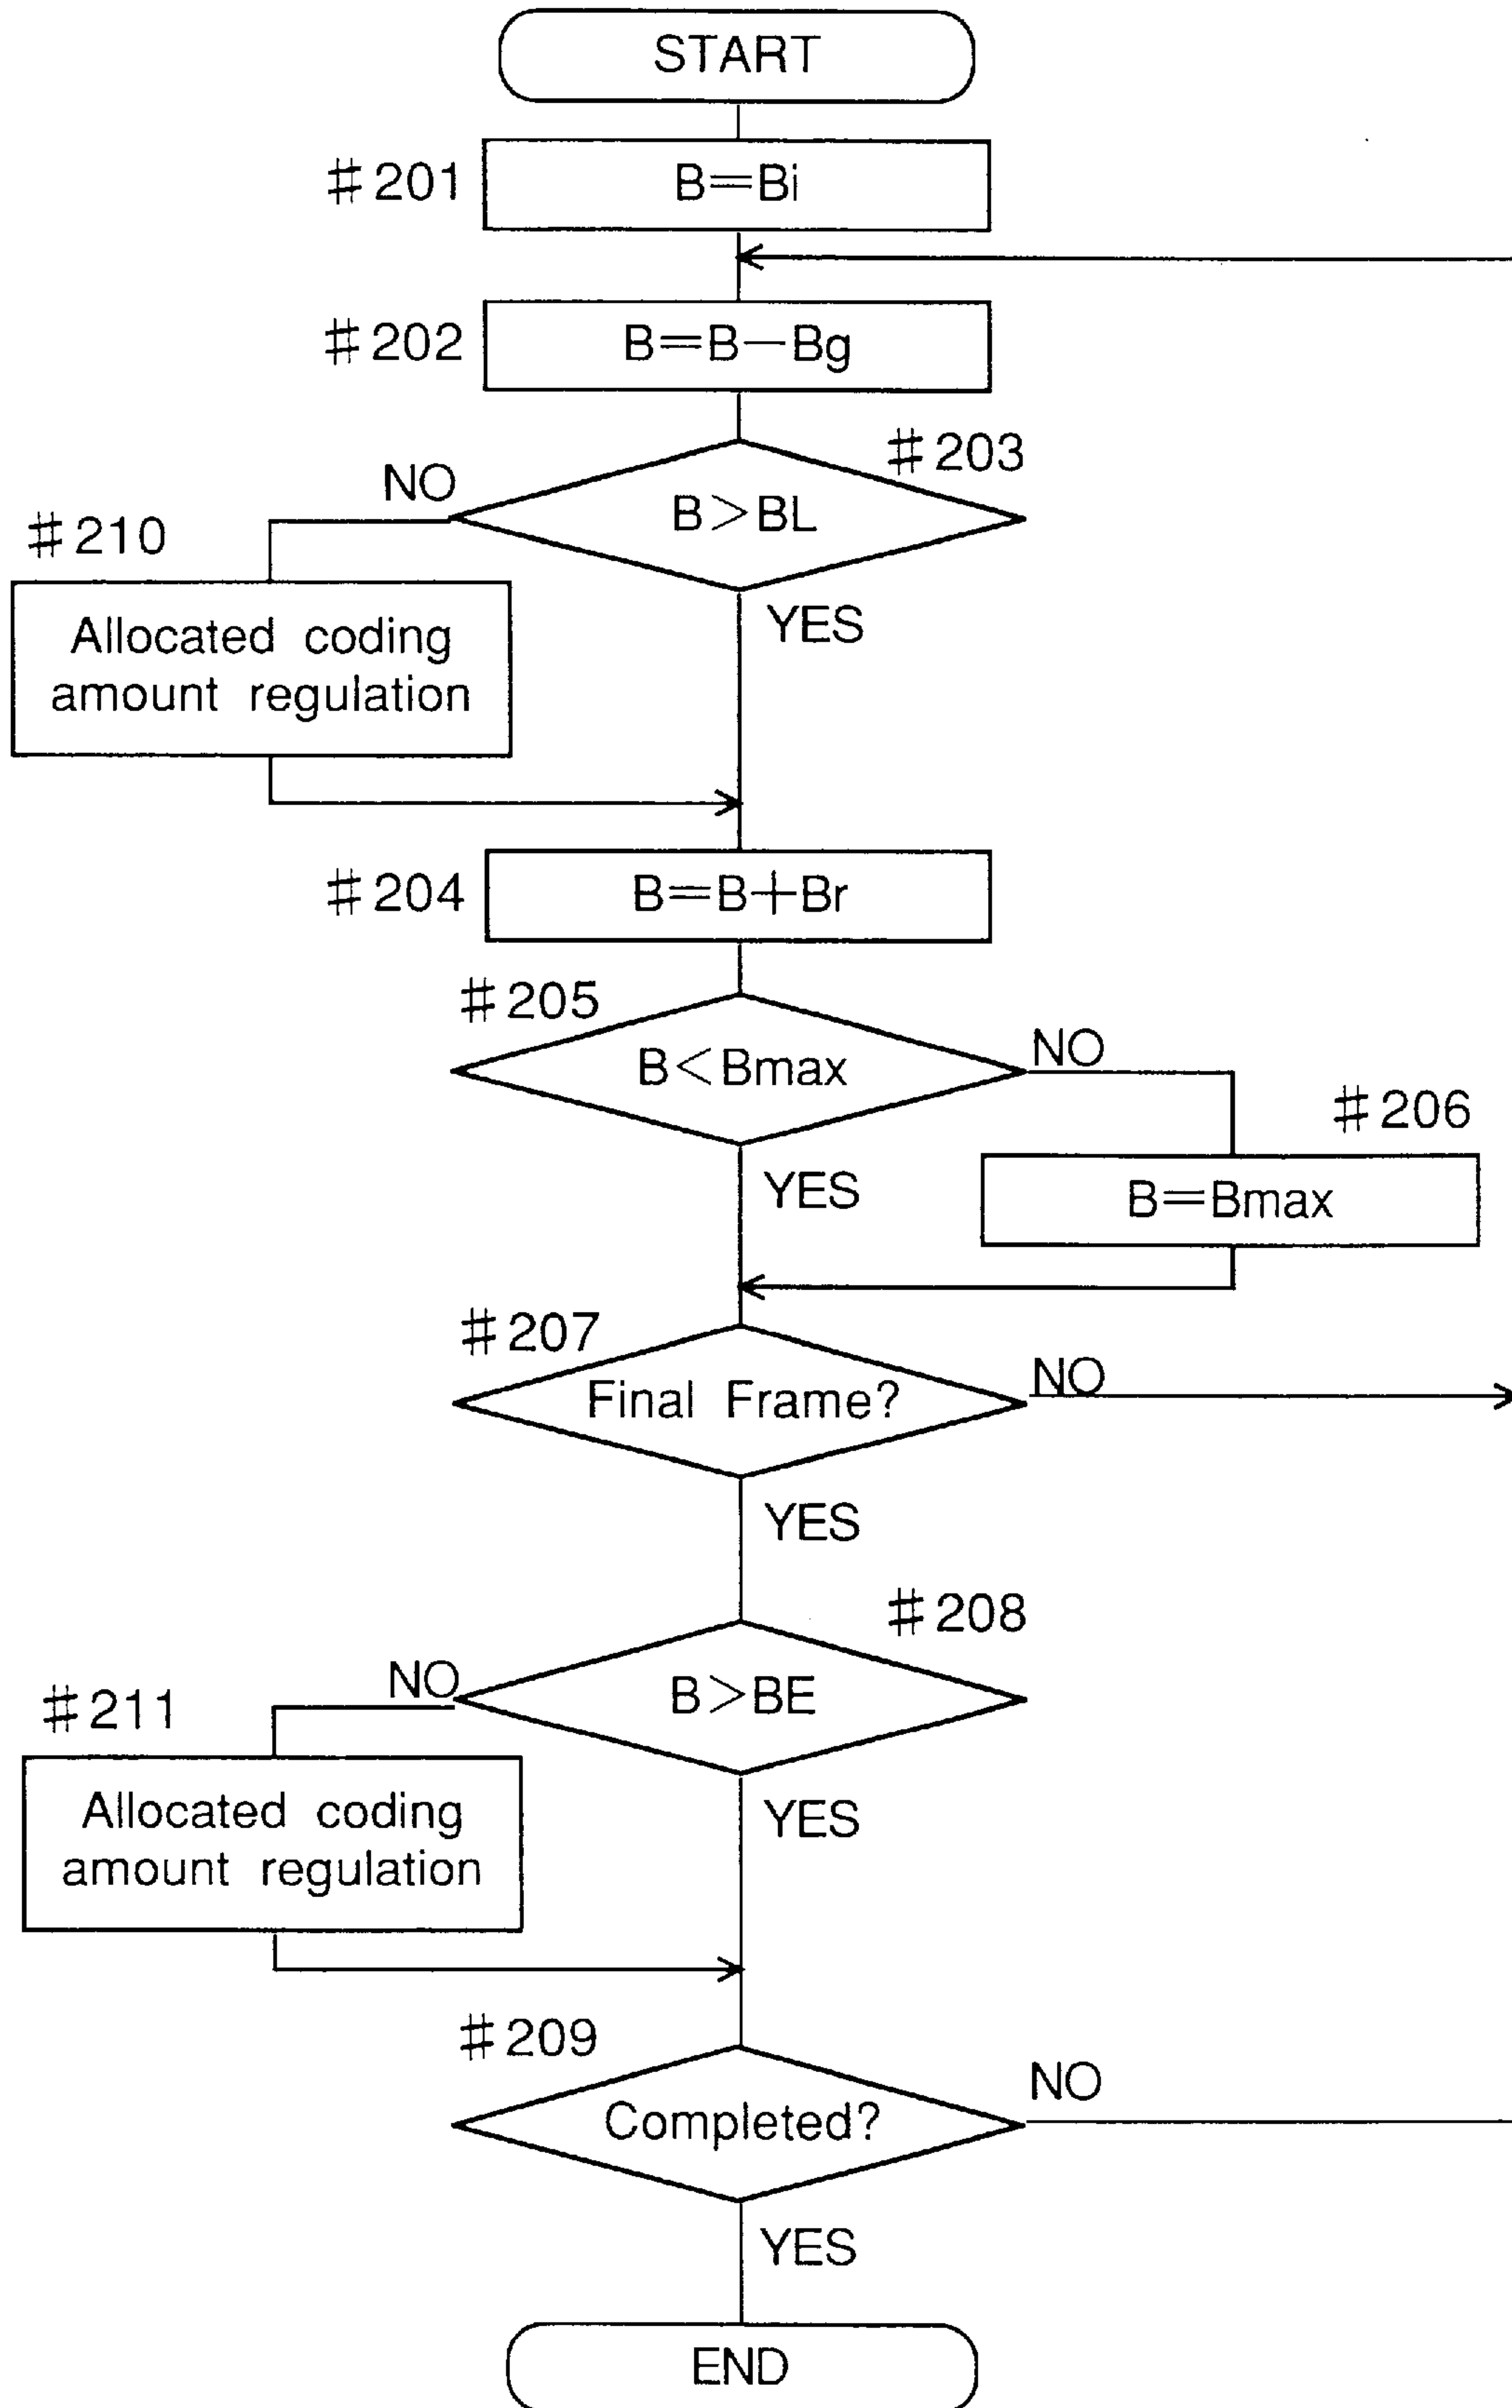 START
#201
B=Bi
#202
B=B-Bg
#203
NO
B>BL
#210
YES
Allocated coding
amount regulation
#204
B=B+Br
#205
B<Bmax
NO
#206
YES
B=Bmax
#207
Final Frame?
NO
YES
#208
NO
B>BE
#211
YES
Allocated coding
amount regulation
#209
Completed?
NO
YES
END